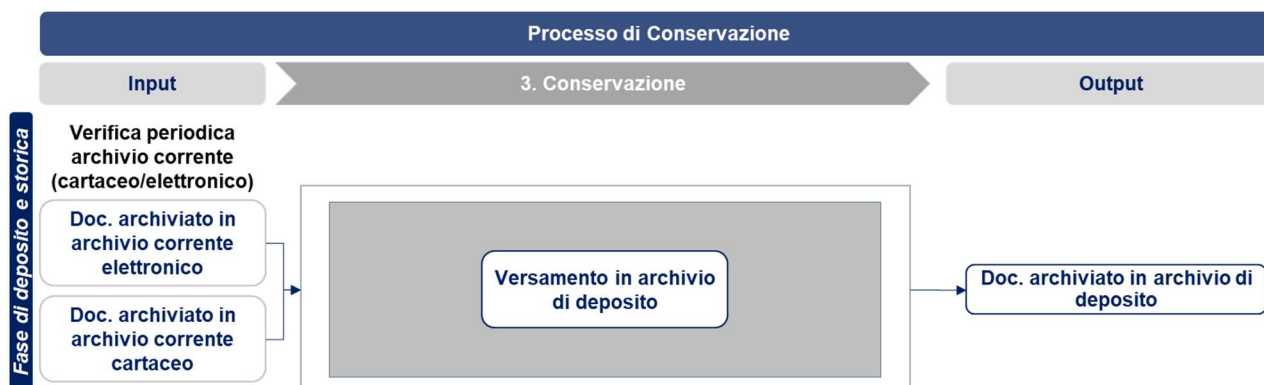 Processo di Conservazione
Input
3. Conservazione
Output
Fase di deposito e storica
Verifica periodica
archivio corrente
(cartaceo/elettronico)
Doc. archiviato in
archivio corrente
elettronico
Doc. archiviato in
archivio corrente
cartaceo
Versamento in archivio
di deposito
Doc. archiviato in archivio di
deposito